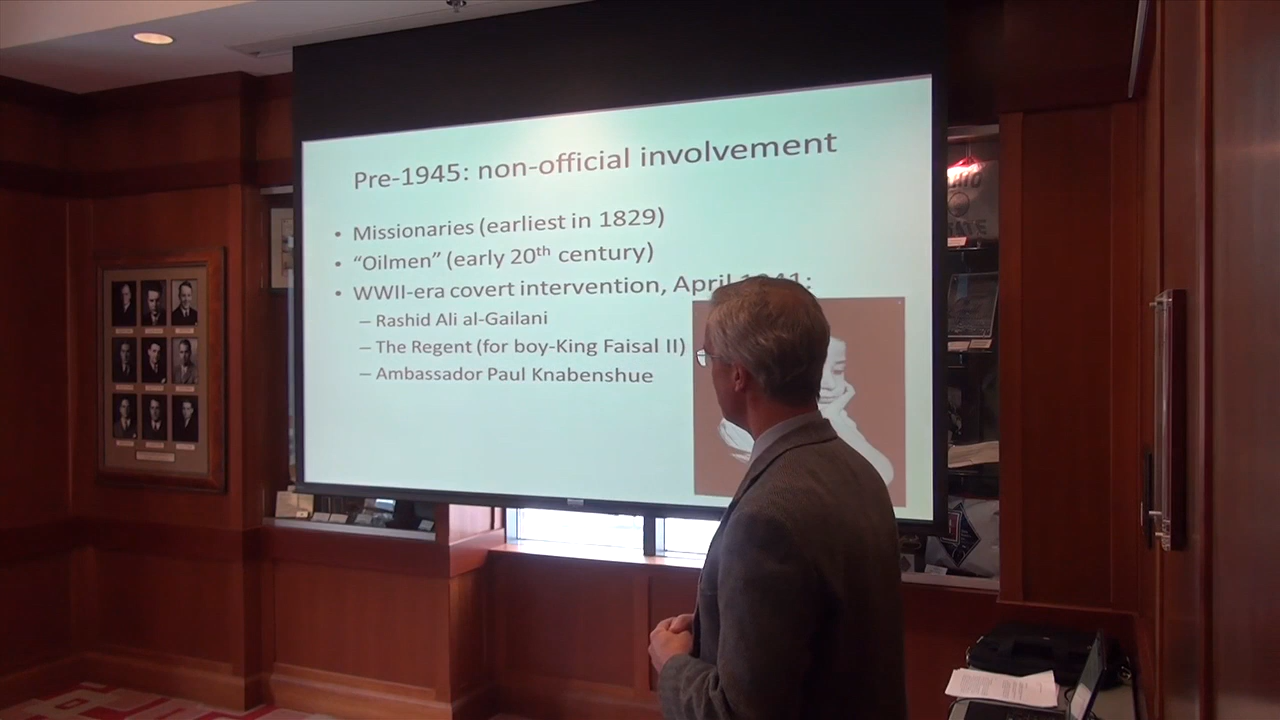 Pre-1945: non-official involvement
• Missionaries (earliest in 1829)
• “Oilmen” (early 20th century)
• WWII-era covert intervention, April 1941:
– Rashid Ali al-Gailani
– The Regent (for boy-King Faisal II)
– Ambassador Paul Knabenshue